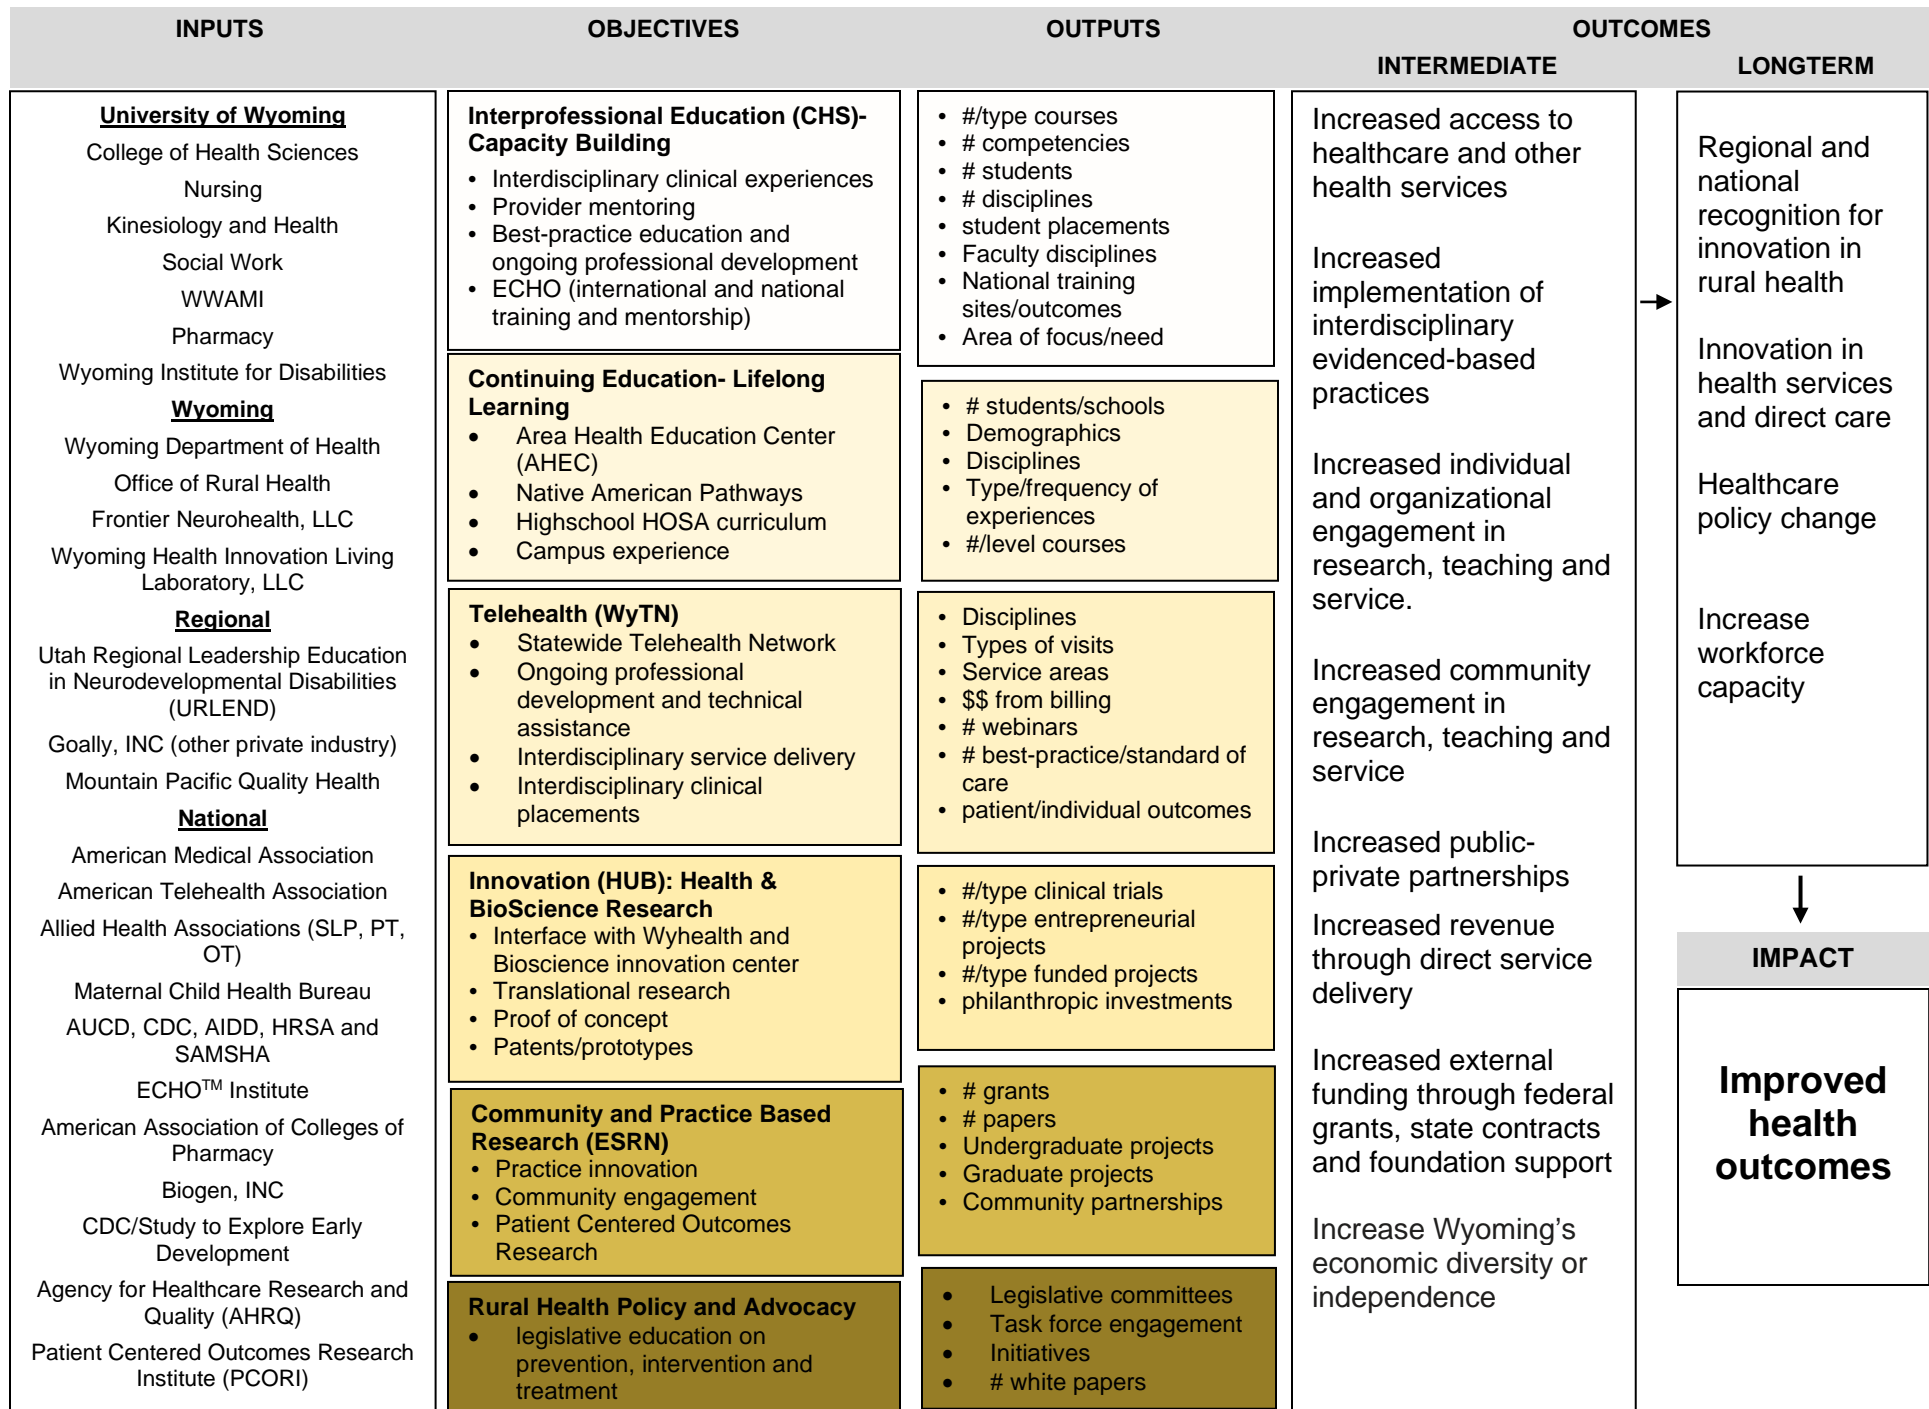 INPUTS
OBJECTIVES
OUTPUTS
OUTCOMES
INTERMEDIATE
LONGTERM
University of Wyoming
College of Health Sciences
Nursing
Kinesiology and Health
Social Work
WWAMI
Pharmacy
Wyoming Institute for Disabilities
Wyoming
Wyoming Department of Health
Office of Rural Health
Frontier Neurohealth, LLC
Wyoming Health Innovation Living
Laboratory, LLC
Regional
Utah Regional Leadership Education
in Neurodevelopmental Disabilities
(URLEND)
Goally, INC (other private industry)
Mountain Pacific Quality Health
National
American Medical Association
American Telehealth Association
Allied Health Associations (SLP, PT,
OT)
Maternal Child Health Bureau
AUCD, CDC, AIDD, HRSA and
SAMSHA
ECHO™ Institute
American Association of Colleges of
Pharmacy
Biogen, INC
CDC/Study to Explore Early
Development
Agency for Healthcare Research and
Quality (AHRQ)
Patient Centered Outcomes Research
Institute (PCORI)
Interprofessional Education (CHS)-
Capacity Building
• Interdisciplinary clinical experiences
• Provider mentoring
• Best-practice education and
ongoing professional development
• ECHO (international and national
training and mentorship)
Continuing Education- Lifelong
Learning
• Area Health Education Center
(AHEC)
• Native American Pathways
• Highschool HOSA curriculum
• Campus experience
Telehealth (WyTN)
• Statewide Telehealth Network
• Ongoing professional
development and technical
assistance
• Interdisciplinary service delivery
• Interdisciplinary clinical
placements
Innovation (HUB): Health &
BioScience Research
• Interface with Wyhealth and
Bioscience innovation center
• Translational research
• Proof of concept
• Patents/prototypes
Community and Practice Based
Research (ESRN)
• Practice innovation
• Community engagement
• Patient Centered Outcomes
Research
Rural Health Policy and Advocacy
• legislative education on
prevention, intervention and
treatment
• #/type courses
• # competencies
• # students
• # disciplines
• student placements
• Faculty disciplines
• National training
sites/outcomes
• Area of focus/need
• # students/schools
• Demographics
• Disciplines
• Type/frequency of
experiences
• #/level courses
• Disciplines
• Types of visits
• Service areas
• $$ from billing
• # webinars
• # best-practice/standard of
care
• patient/individual outcomes
• #/type clinical trials
• #/type entrepreneurial
projects
• #/type funded projects
• philanthropic investments
• # grants
• # papers
• Undergraduate projects
• Graduate projects
• Community partnerships
• Legislative committees
• Task force engagement
• Initiatives
• # white papers
Increased access to
healthcare and other
health services
Increased
implementation of
interdisciplinary
evidenced-based
practices
Increased individual
and organizational
engagement in
research, teaching and
service.
Increased community
engagement in
research, teaching and
service
Increased public-
private partnerships
Increased revenue
through direct service
delivery
Increased external
funding through federal
grants, state contracts
and foundation support
Increase Wyoming's
economic diversity or
independence
Regional and
national
recognition for
innovation in
rural health
Innovation in
health services
and direct care
Healthcare
policy change
Increase
workforce
capacity
IMPACT
Improved
health
outcomes